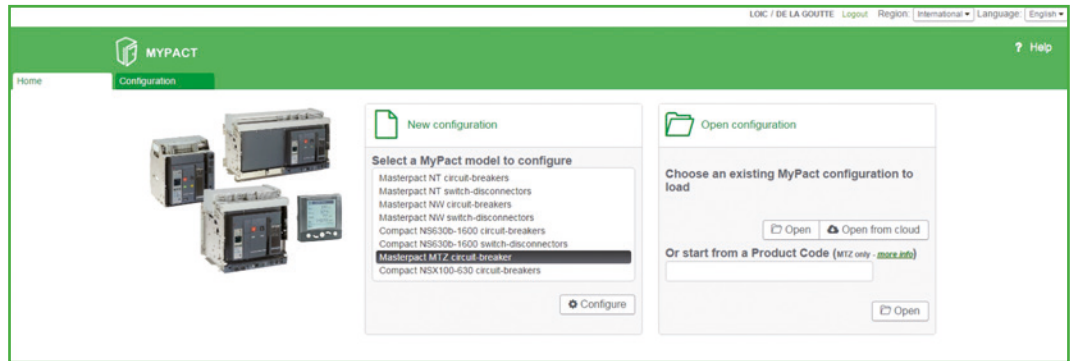 LOIC / DE LA GOUTTE Logout Region: International Language: English
MYPACT
? Help
Home
Configuration
New configuration
Select a MyPact model to configure
Masterpact NT circuit-breakers
Masterpact NT switch-disconnectors
Masterpact NW circuit-breakers
Masterpact NW switch-disconnectors
Compact NS630b-1600 circuit-breakers
Compact NS630b-1600 switch-disconnectors
Masterpact MTZ circuit-breaker
Compact NSX100-630 circuit-breakers
Configure
Open configuration
Choose an existing MyPact configuration to
load
Open Open from cloud
Or start from a Product Code (MTZ only - more info)
Open